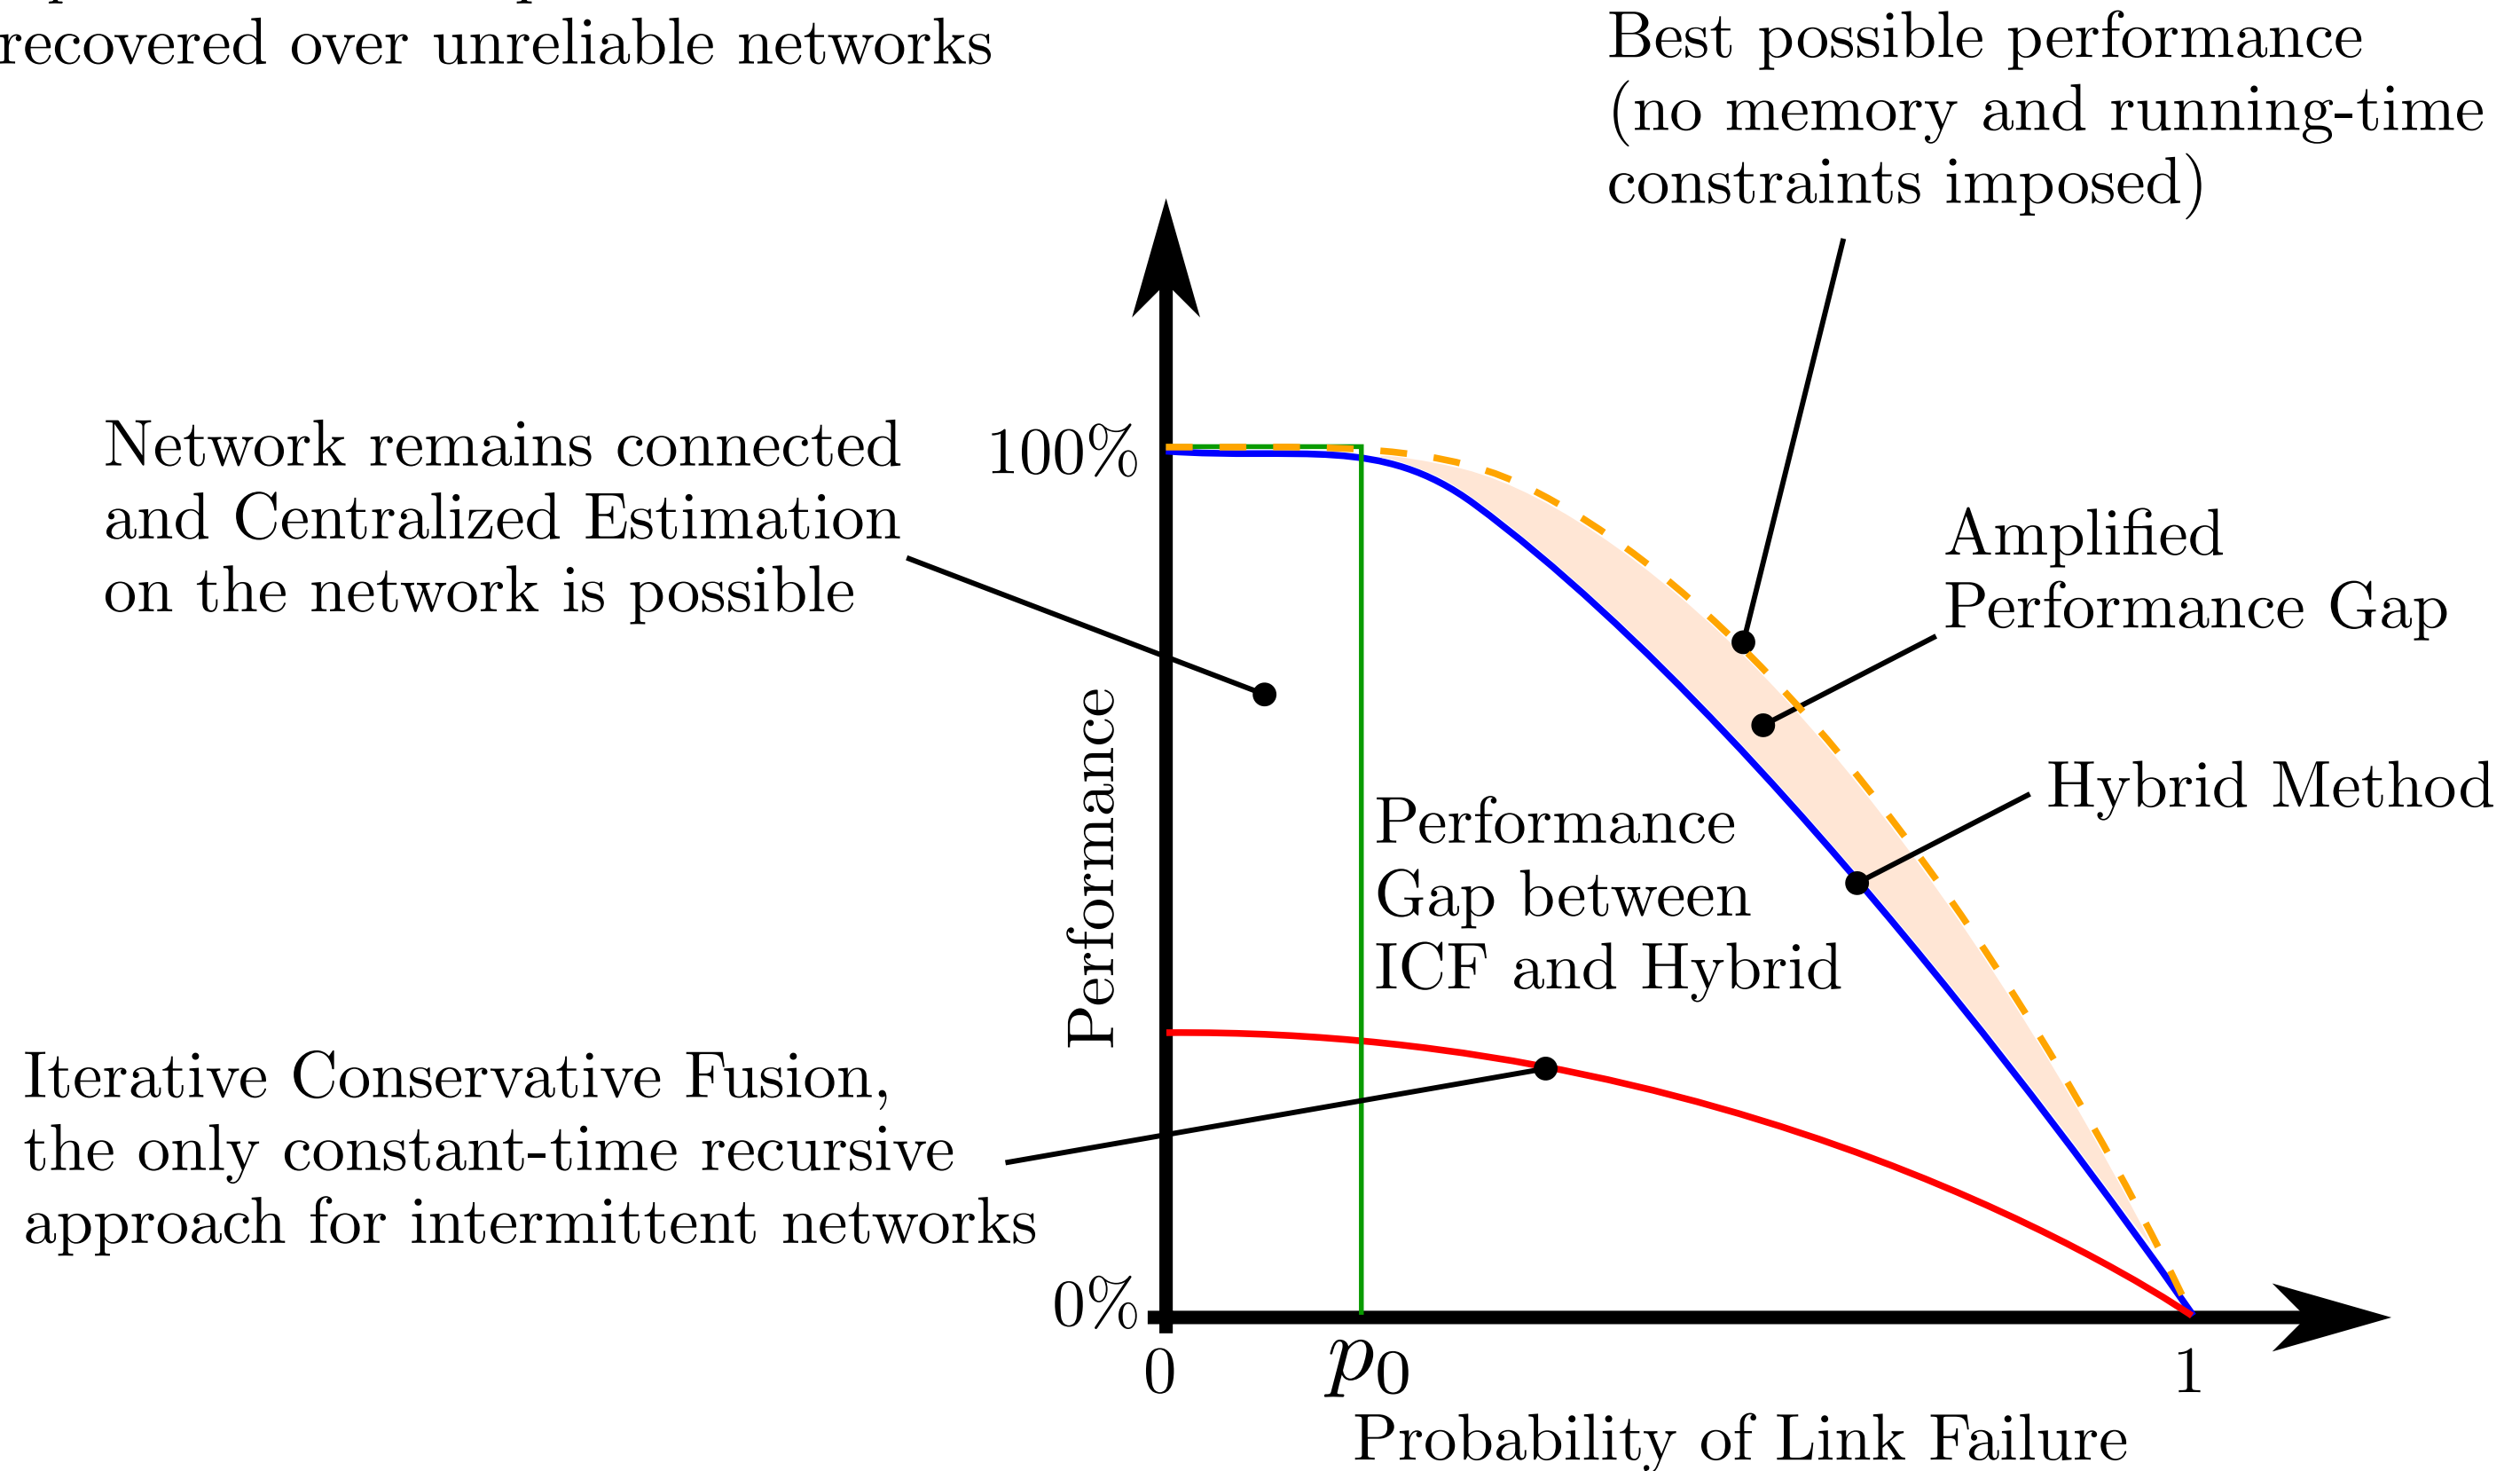 recovered over unreliable networks
Best possible performance
(no memory and running-time
constraints imposed)
Network remains connected
and Centralized Estimation
on the network is possible
100%
Amplified
Performance Gap
Hybrid Method
Performance
Performance
Gap between
ICF and Hybrid
Iterative Conservative Fusion,
the only constant-time recursive
approach for intermittent networks
0%
0
p0
1
Probability of Link Failure